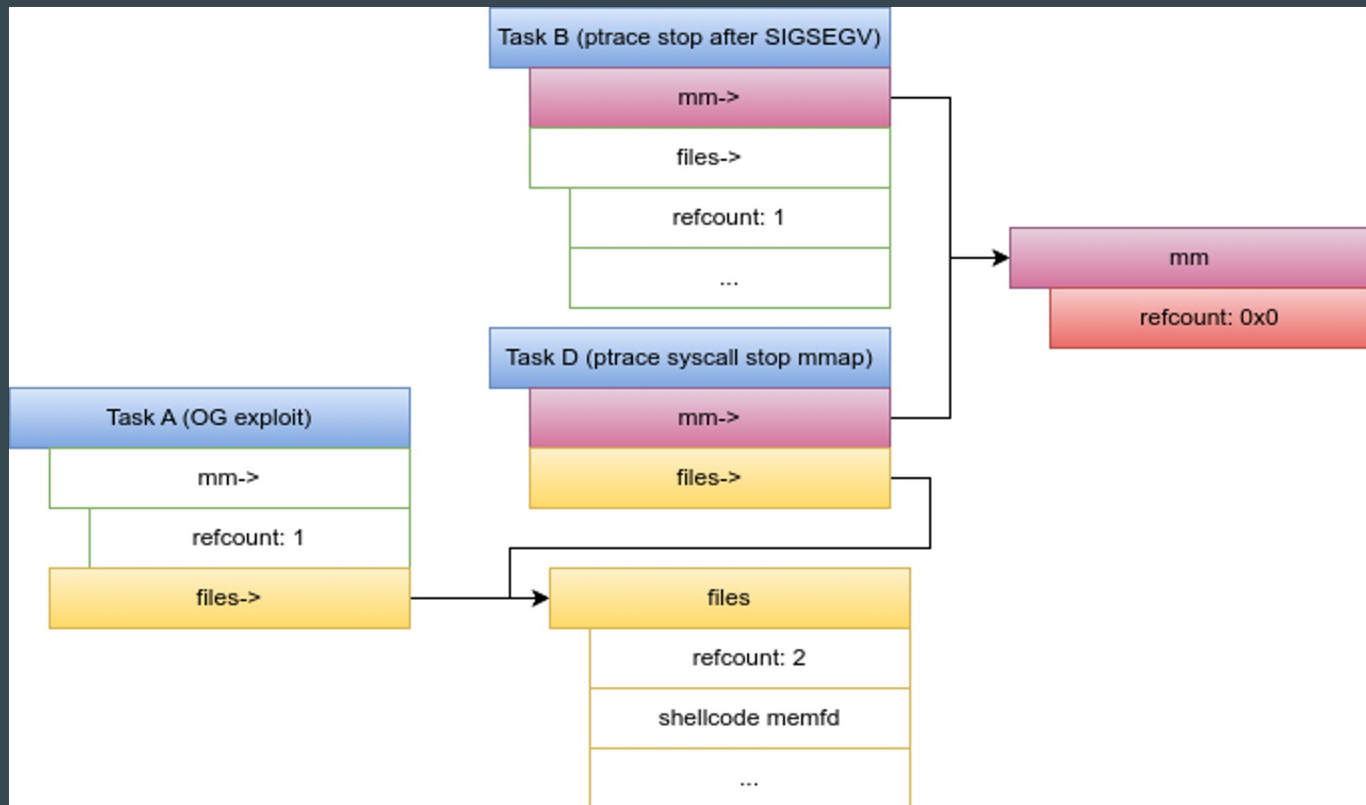 Task B (ptrace stop after SIGSEGV)
mm->
files->
refcount: 1
...
mm
refcount: 0x0
Task D (ptrace syscall stop mmap)
mm->
files->
Task A (OG exploit)
mm->
refcount: 1
files->
files
refcount: 2
shellcode memfd
...